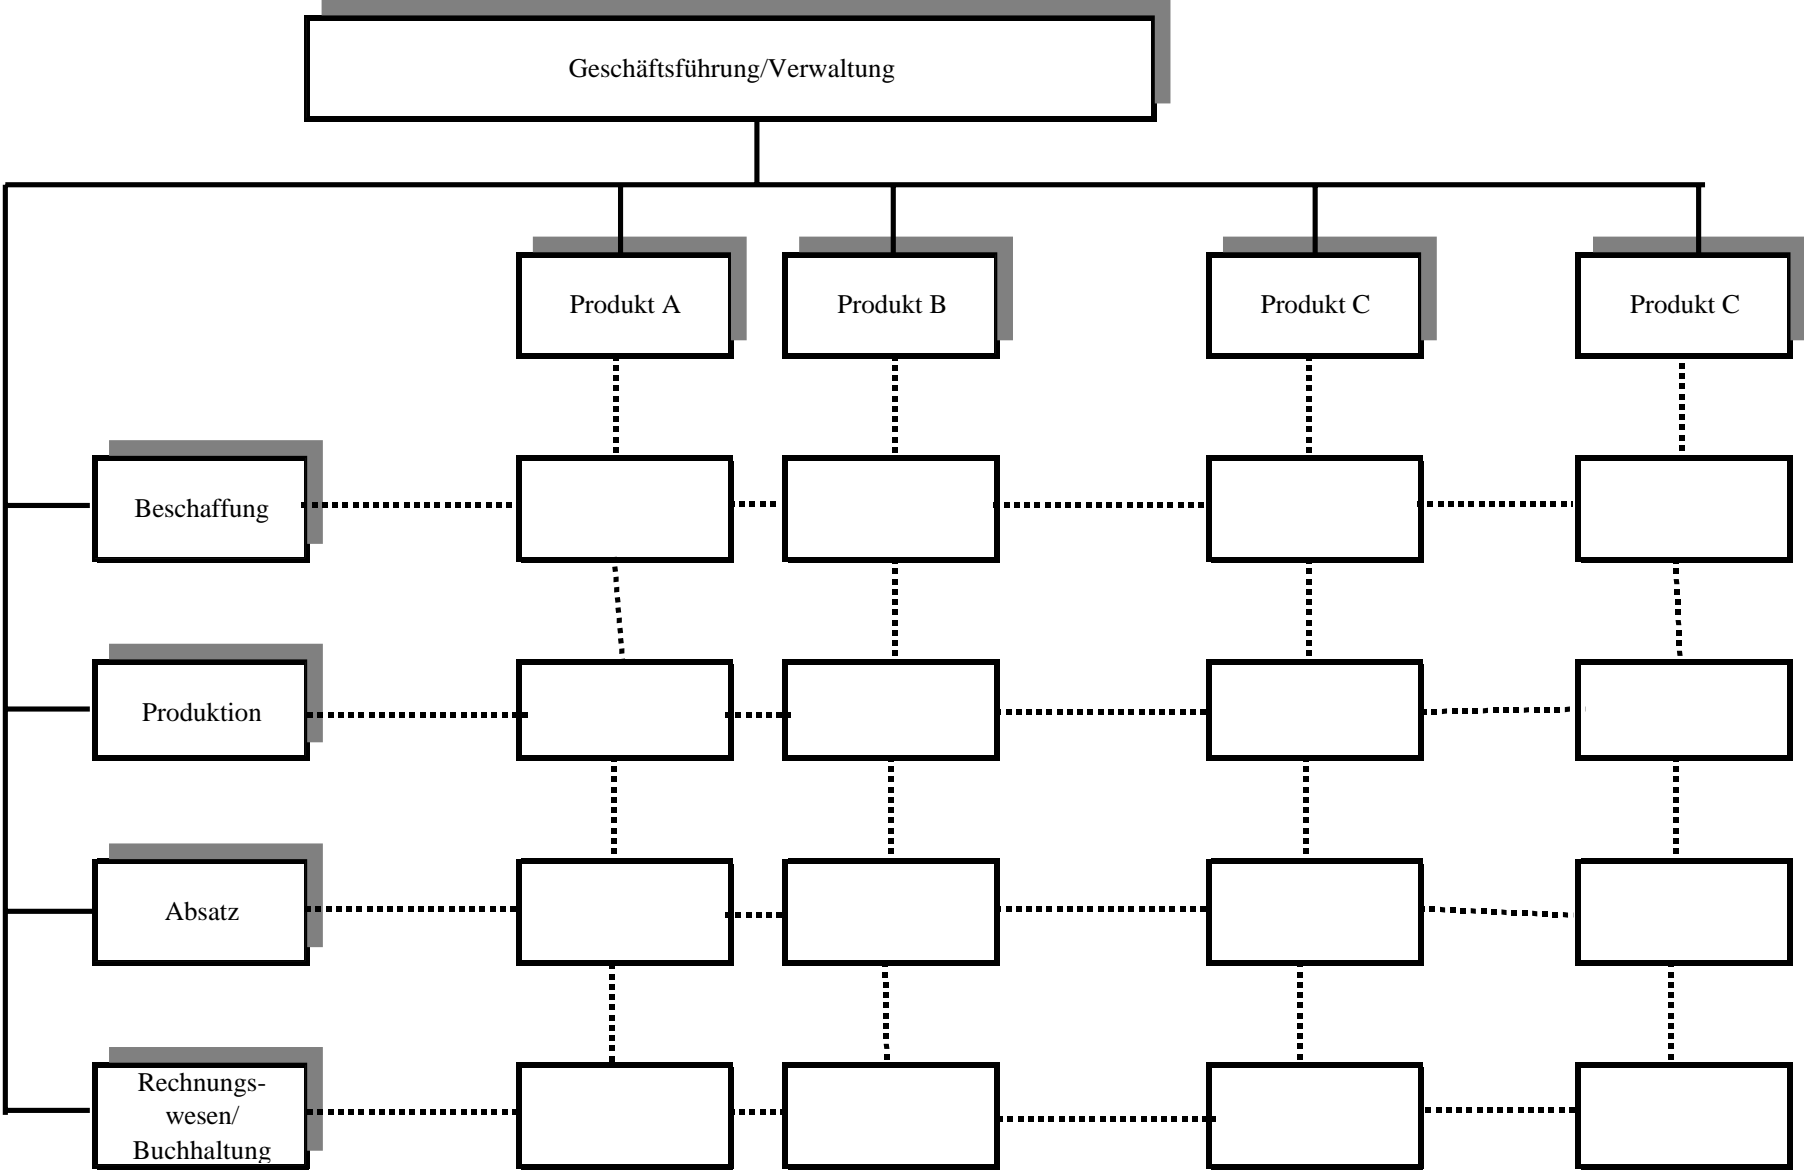 Geschäftsführung/Verwaltung
Produkt A
Produkt B
Produkt C
Produkt C
Beschaffung
Produktion
Absatz
Rechnungs-
wesen/
Buchhaltung